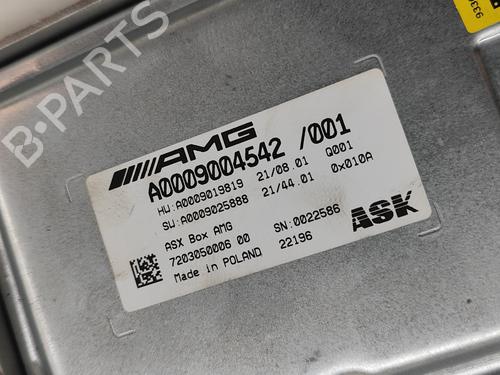 B-PARTS
AMG
A0009004542 /001
HW:A0009019819 21/08.01 Q001
SW:A0009025888 21/44.01 0x010A
ASX Box AMG
7203050006 00 SN:0022586
Made in POLAND 22196
ASK